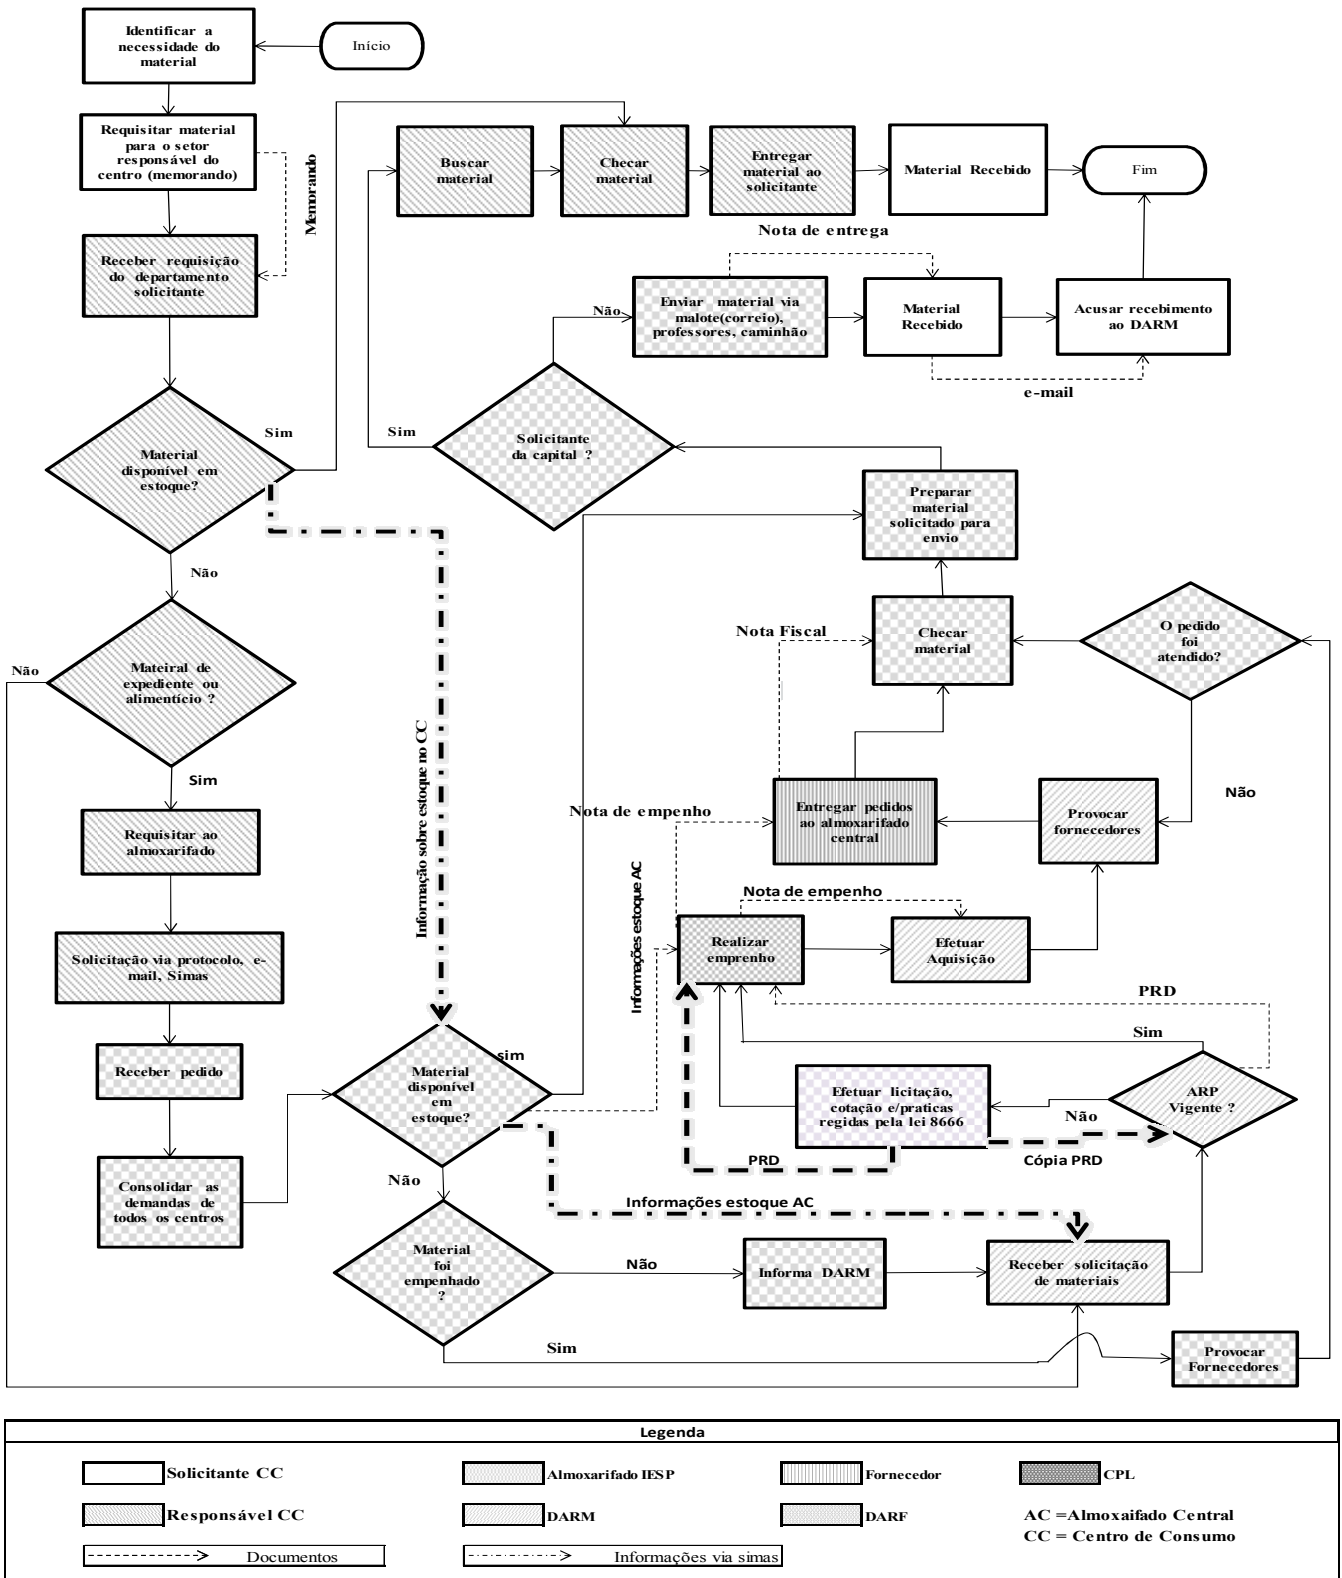 Identificar a
necessidade do
material
Início
Requisitar material
para o setor
responsável do
centro (memorando)
Memorando
Receber requisição
do departamento
solicitante
Buscar
material
Checar
material
Entregar
material ao
solicitante
Material Recebido
Fim
Nota de entrega
Não
Enviar material via
malote(correio),
professores, caminhão
Material
Recebido
Acusar recebimento
ao DARM
e-mail
Sim
Material
disponível em
estoque?
Sim
Solicitante
da capital ?
Preparar
material
solicitado para
envio
Não
Nota Fiscal
Checar
material
O pedido
foi
atendido?
Não
Mateiral de
expediente ou
alimentício ?
Sim
Informação sobre estoque no CC
Nota de empenho
Entregar pedidos
ao almoxarifado
central
Provocar
fornecedores
Não
Requisitar ao
almoxarifado
Informações estoque AC
Nota de empenho
Realizar
emprenho
Efetuar
Aquisição
Solicitação via protocolo, e-
mail, Simas
PRD
Sim
Receber pedido
sim
Material
disponível
em
estoque?
Efetuar licitação,
cotação e/praticas
regidas pela lei 8666
Não
ARP
Vigente ?
PRD
Cópia PRD
Não
Consolidar as
demandas de
todos os centros
Informações estoque AC
Material
foi
empenhado
?
Não
Informa DARM
Receber solicitação
de materiais
Sim
Provocar
Fornecedores
Legenda
Solicitante CC
Almoxarifado IESP
Fornecedor
CPL
Responsável CC
DARM
DARF
AC =Almoxaifado Central
CC = Centro de Consumo
Documentos
Informações via simas